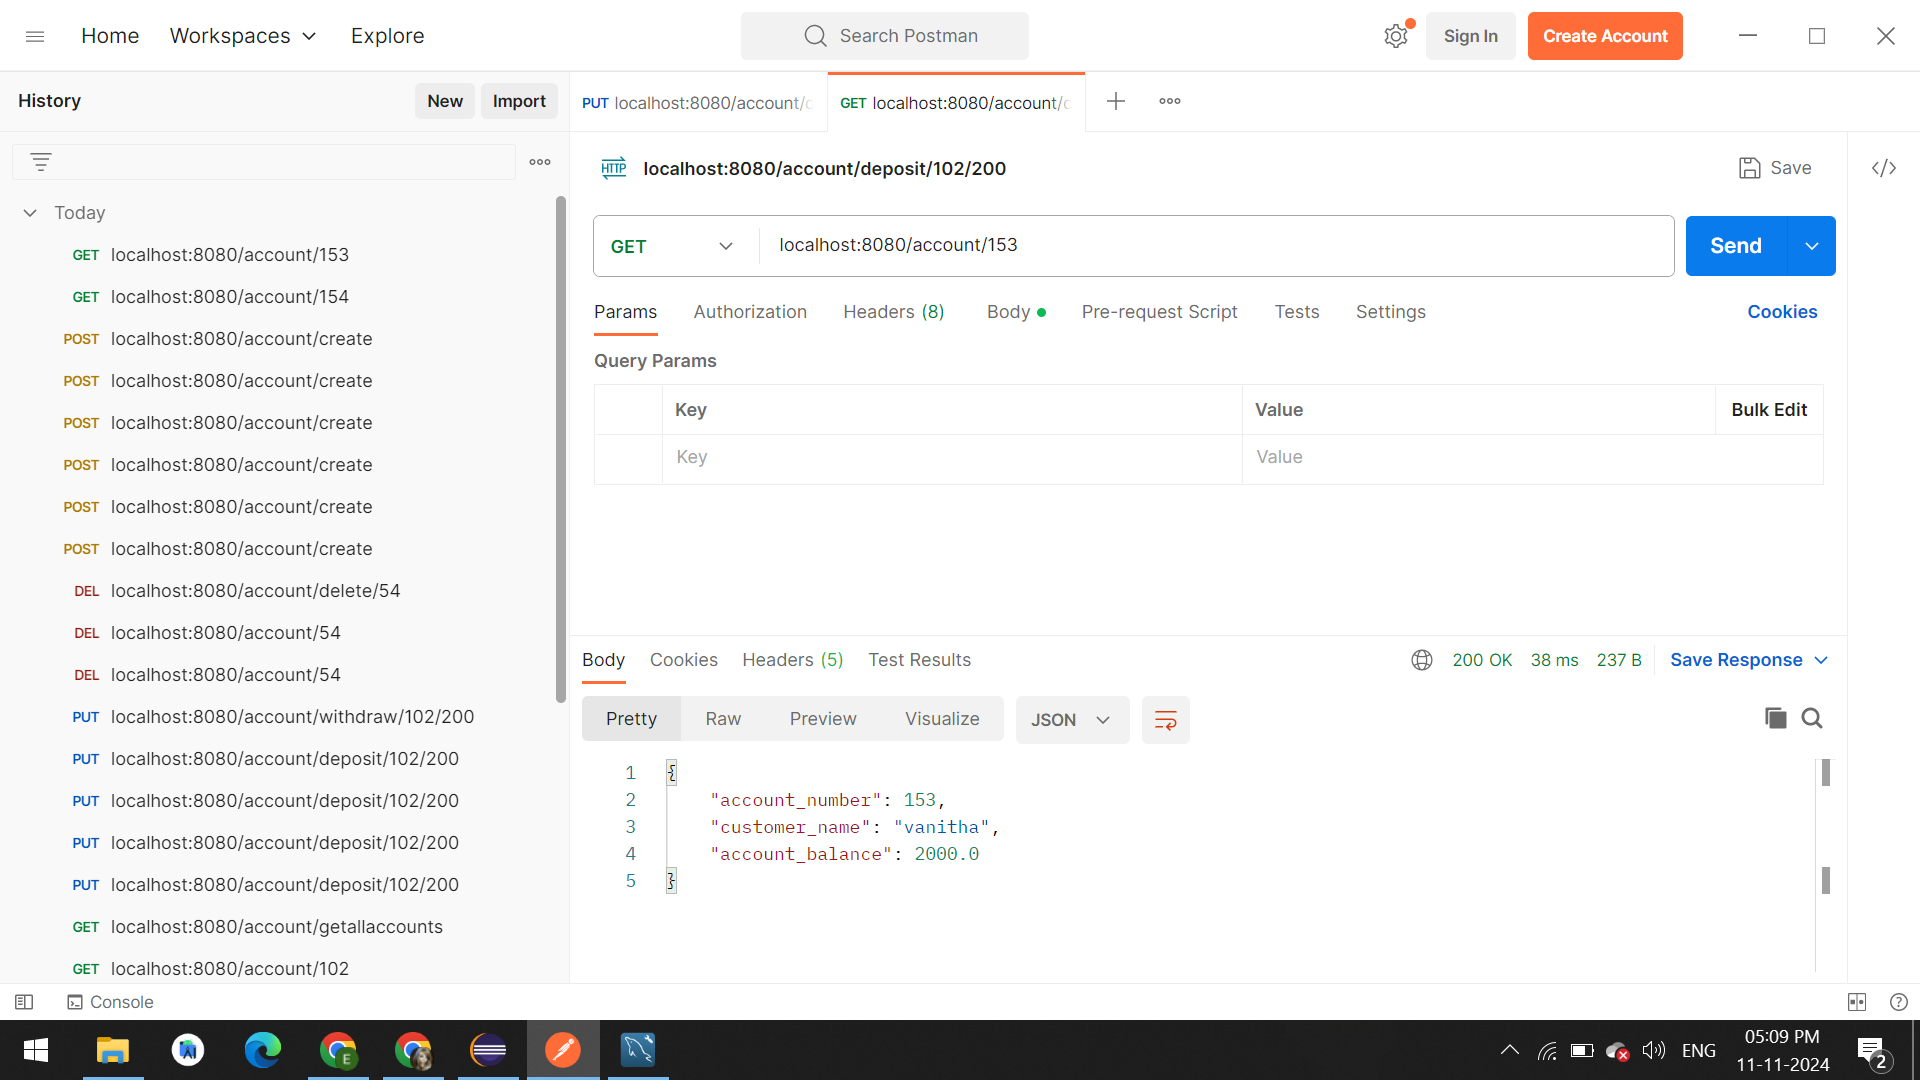 Home Workspaces Explore Search Postman Sign In Create Account
History New Import
PUT localhost:8080/account/ GET localhost:8080/account/
Today
GET localhost:8080/account/153
GET localhost:8080/account/154
POST localhost:8080/account/create
POST localhost:8080/account/create
POST localhost:8080/account/create
POST localhost:8080/account/create
POST localhost:8080/account/create
POST localhost:8080/account/create
DEL localhost:8080/account/delete/54
DEL localhost:8080/account/54
DEL localhost:8080/account/54
PUT localhost:8080/account/withdraw/102/200
PUT localhost:8080/account/deposit/102/200
PUT localhost:8080/account/deposit/102/200
PUT localhost:8080/account/deposit/102/200
PUT localhost:8080/account/deposit/102/200
GET localhost:8080/account/getallaccounts
GET localhost:8080/account/102
HTTP localhost:8080/account/deposit/102/200 Save </>
GET localhost:8080/account/153 Send
Params Authorization Headers (8) Body Pre-request Script Tests Settings Cookies
Query Params
Key Value Bulk Edit
Key Value
Body Cookies Headers (5) Test Results 200 OK 38 ms 237 B Save Response
Pretty Raw Preview Visualize JSON
1 {
2 "account_number": 153,
3 "customer_name": "vanitha",
4 "account_balance": 2000.0
5 }
Console
E ENG 05:09 PM
11-11-2024 2